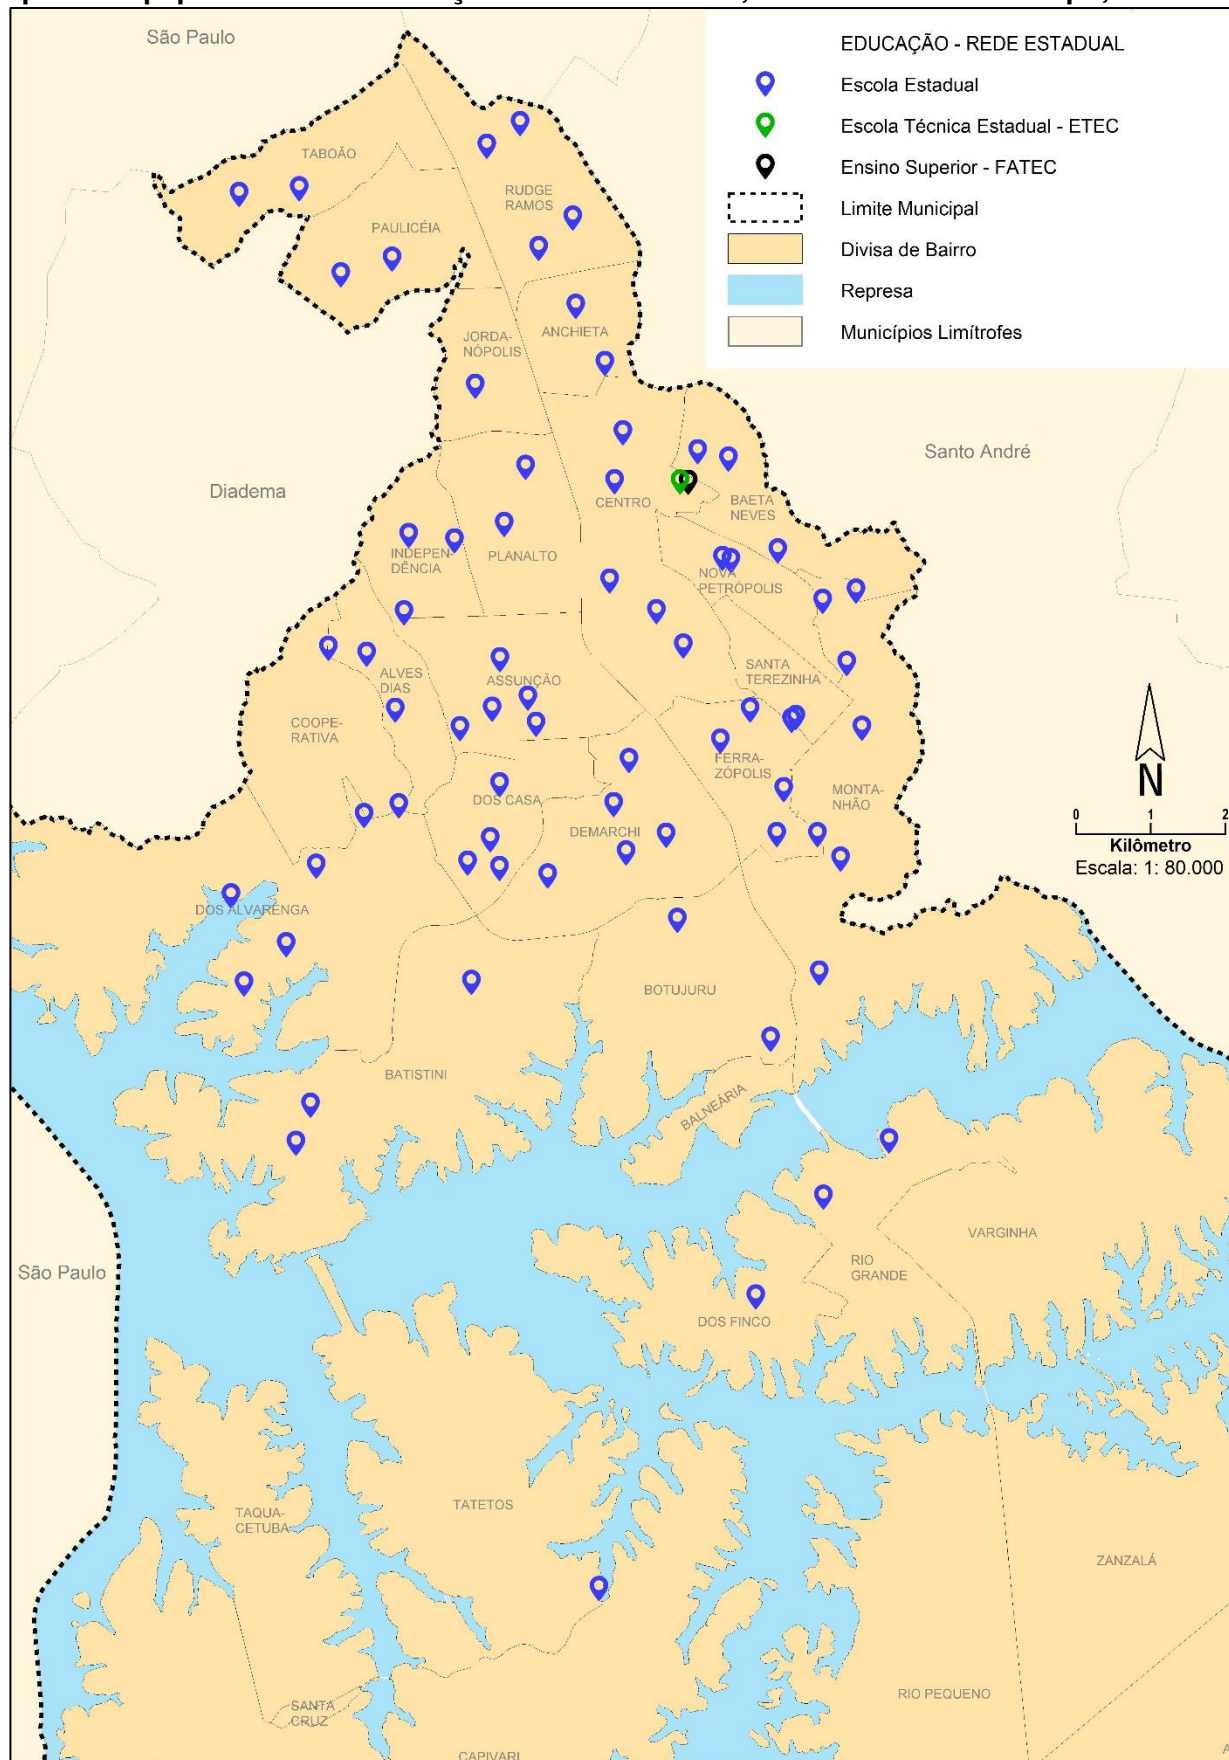 São Paulo
EDUCAÇÃO - REDE ESTADUAL
Escola Estadual
Escola Técnica Estadual - ETEC
Ensino Superior - FATEC
Limite Municipal
Divisa de Bairro
Represa
Municípios Limítrofes
TABOÃO
RUDGE
RAMOS
PAULICÉIA
ANCHIETA
JORDA-
NÓPOLIS
Santo André
Diadema
CENTRO
BAETA
NEVES
INDEPEN-
DÊNCIA
PLANALTO
NOVA
PETRÓPOLIS
SANTA
TEREZINHA
ALVES
DIAS
ASSUNÇÃO
COOPE-
RATIVA
FERRA-
ZÓPOLIS
MONTA-
NHÃO
DOS CASA
DEMARCHI
N
0 1 2
Kilômetro
Escala: 1: 80.000
DOS ALVARENGA
BOTUJURU
BATISTINI
BALNEÁRIA
VARGINHA
São Paulo
RIO
GRANDE
DOS FINCO
TATETOS
TAQUA-
CETUBA
ZANZALÁ
RIO PEQUENO
SANTA
CRUZ
CAPIVARI